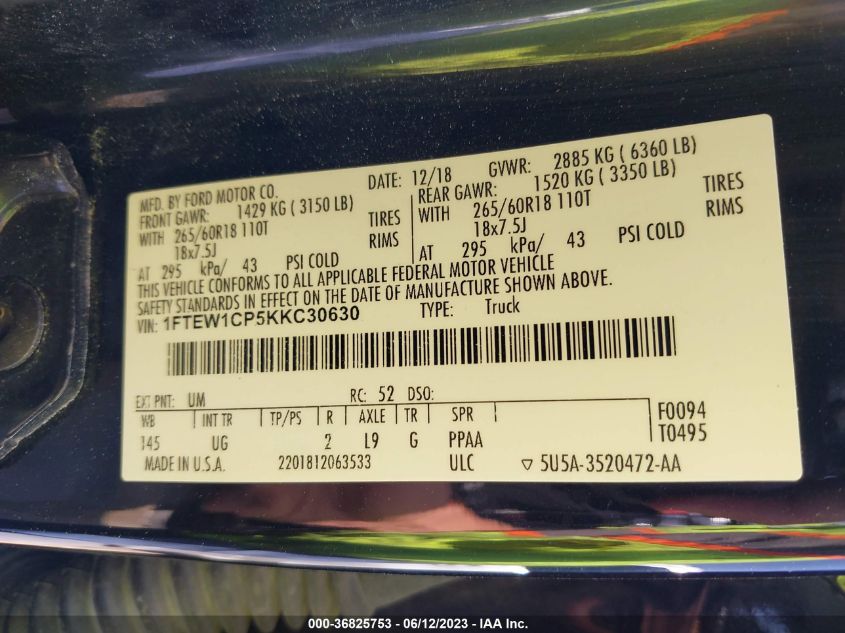 MFD. BY FORD MOTOR CO. DATE: 12/18 GVWR: 2885 KG ( 6360 LB)
FRONT GAWR: 1429 KG ( 3150 LB) REAR GAWR: 1520 KG ( 3350 LB)
WITH 265/60R18 110T TIRES WITH 265/60R18 110T TIRES
18x7.5J RIMS 18x7.5J RIMS
AT 295 kPa/ 43 PSI COLD AT 295 kPa/ 43 PSI COLD
THIS VEHICLE CONFORMS TO ALL APPLICABLE FEDERAL MOTOR VEHICLE
SAFETY STANDARDS IN EFFECT ON THE DATE OF MANUFACTURE SHOWN ABOVE.
VIN: 1FTEW1CP5KKC30630 TYPE: Truck
EXT PNT: UM RC: 52 DSO:
WB INT TR TP/PS R AXLE TR SPR F0094
145 UG 2 L9 G PPAA T0495
MADE IN U.S.A. 2201812063533 ULC ▽ 5U5A-3520472-AA
000-36825753 - 06/12/2023 - IAA Inc.